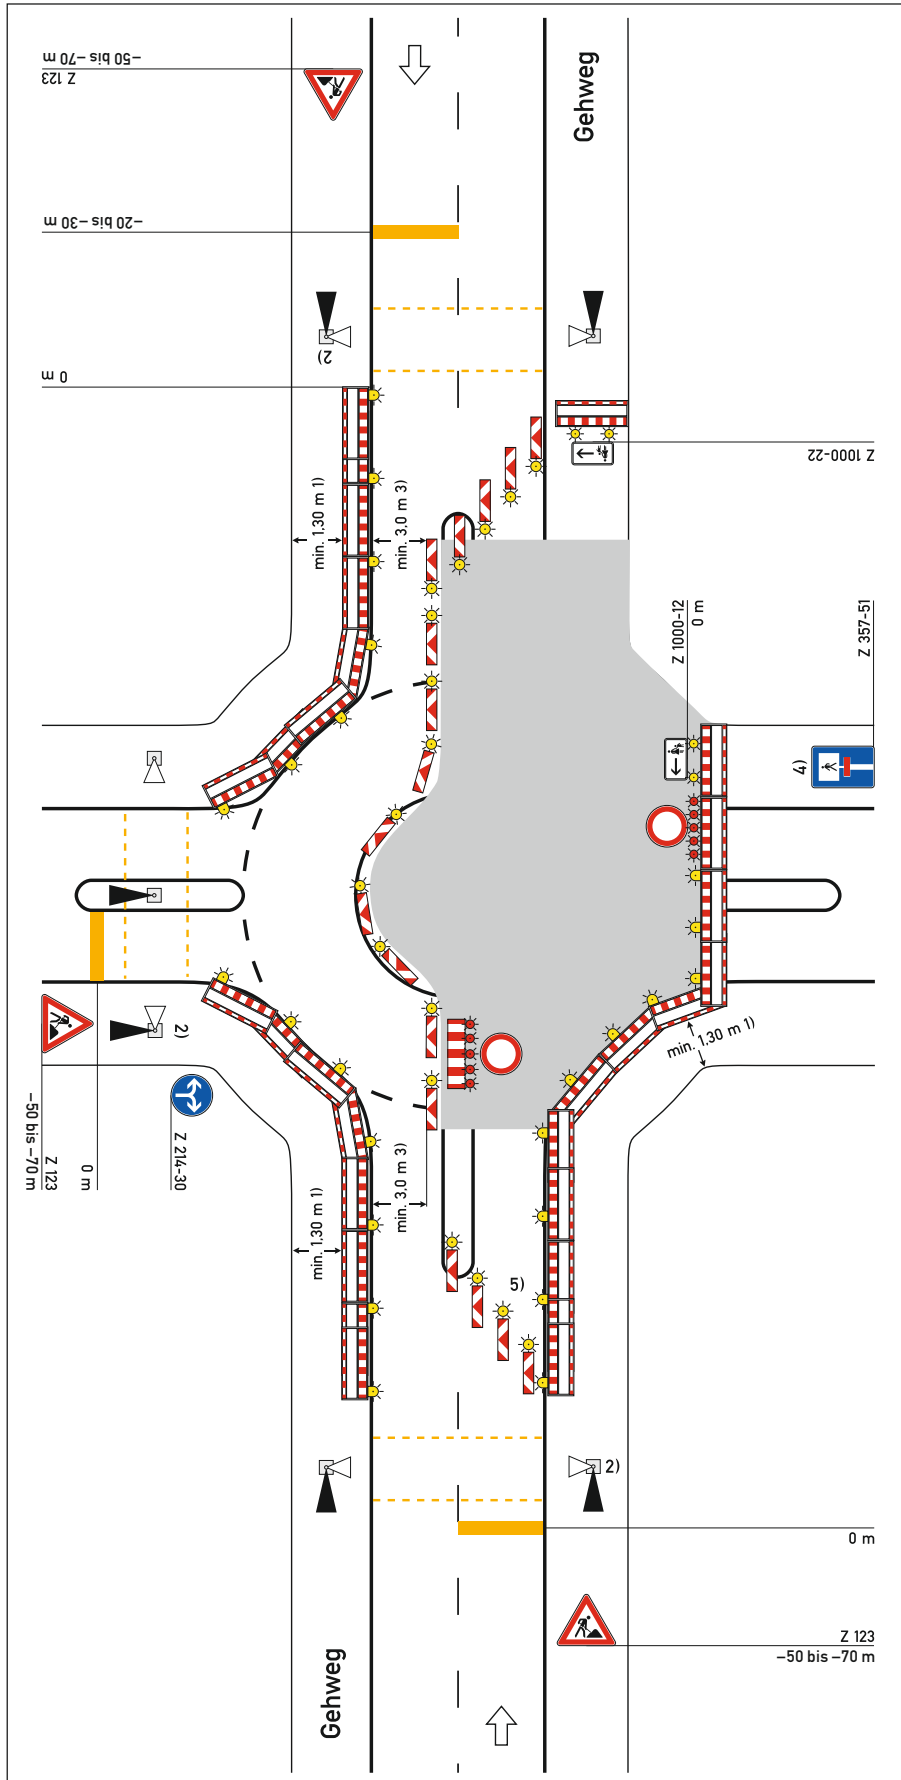 Z 123
–50 bis –70 m
Gehweg
–20 bis –30 m
2)
0 m
Z 1000-22
min. 1.30 m 1)
min. 3.0 m 3)
Z 1000-12
0 m
Z 357-51
4)
2)
Z 123
–50 bis –70 m
0 m
Z 214-30
min. 1.30 m 1)
min. 1.30 m 1)
min. 3.0 m 3)
5)
2)
0 m
Z 123
–50 bis –70 m
Gehweg